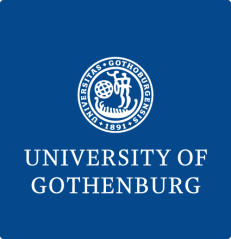 UNIVERSITAS • GOTHOBURGENSIS
• 1891 •
UNIVERSITY OF
GOTHENBURG